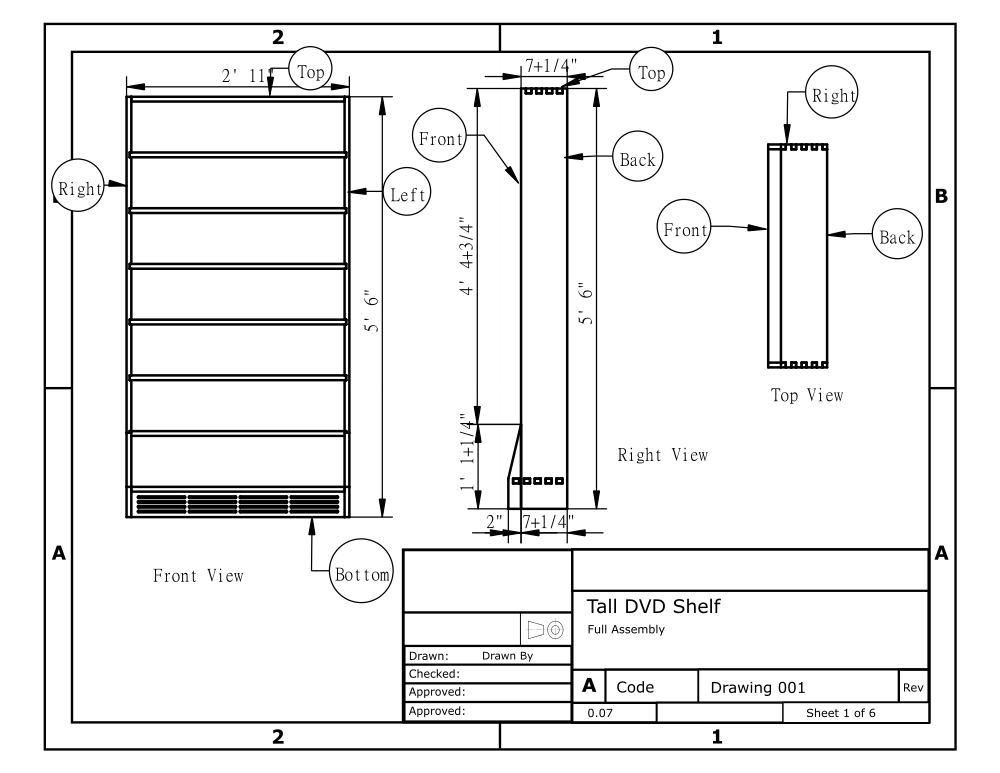 2
1
2' 11"
Top
7+1/4"
Top
Right
Front
Back
Right
Left
B
Front
Back
4' 4+3/4"
5' 6"
5' 6"
Top View
1' 1+1/4"
Right View
2"
7+1/4"
A
A
Front View
Bottom
Tall DVD Shelf
Full Assembly
Drawn: Drawn By
Checked:
Approved:
Approved:
A Code Drawing 001 Rev
0.07 Sheet 1 of 6
2
1